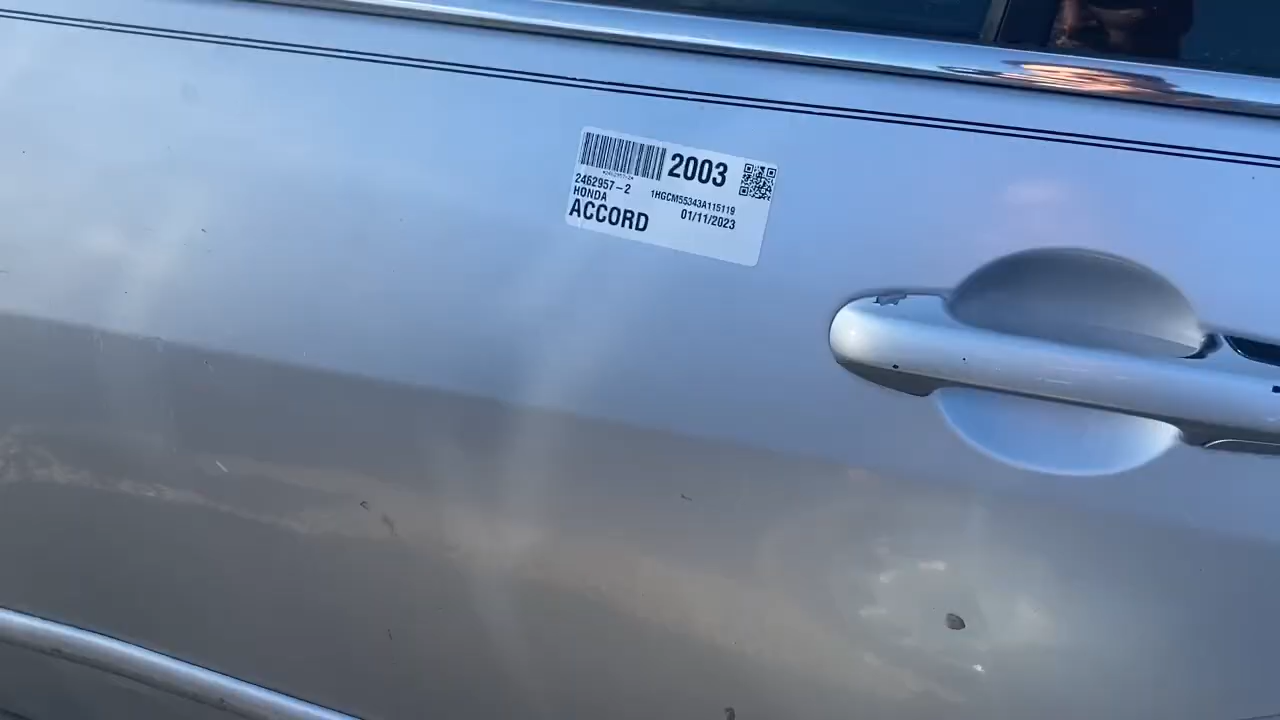 2003
2462957-2
HONDA
1HGCM55343A115119
ACCORD
01/11/2023